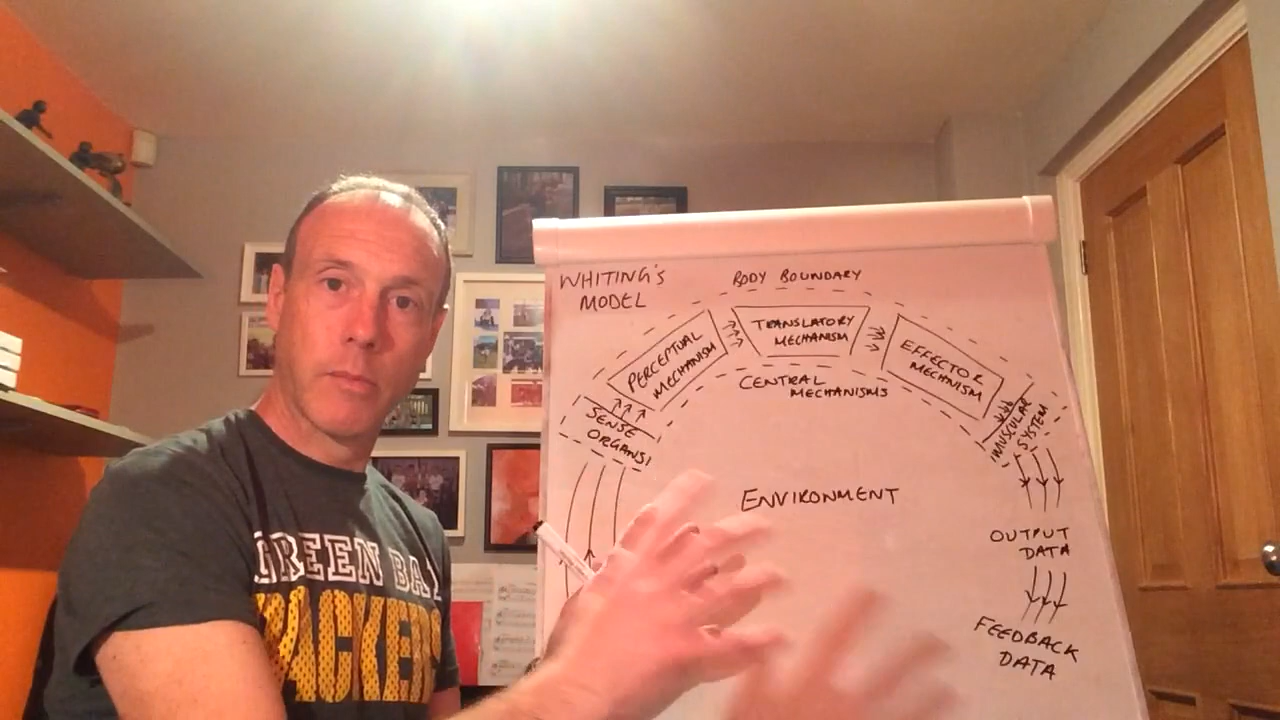 WHITING'S
MODEL
BODY BOUNDARY
PERCEPTUAL
MECHANISM
TRANSLATORY
MECHANISM
EFFECTOR
MECHANISM
CENTRAL
MECHANISMS
SENSE
ORGANS
MUSCULAR
SYSTEM
ENVIRONMENT
OUTPUT
DATA
FEEDBACK
DATA
GREEN BAY
PACKERS